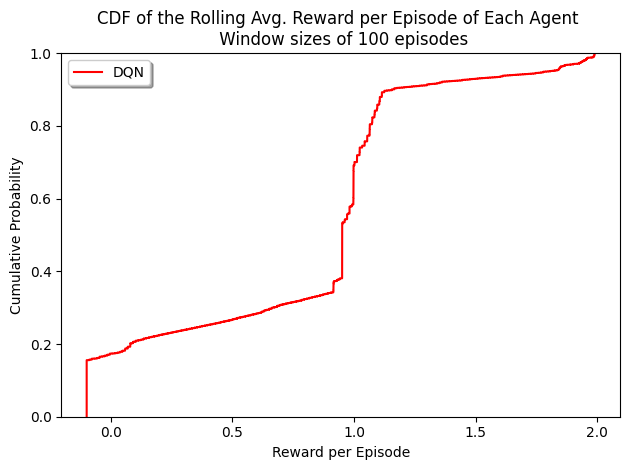 CDF of the Rolling Avg. Reward per Episode of Each Agent
Window sizes of 100 episodes
DQN
Cumulative Probability
1.0
0.8
0.6
0.4
0.2
0.0
0.0 0.5 1.0 1.5 2.0
Reward per Episode